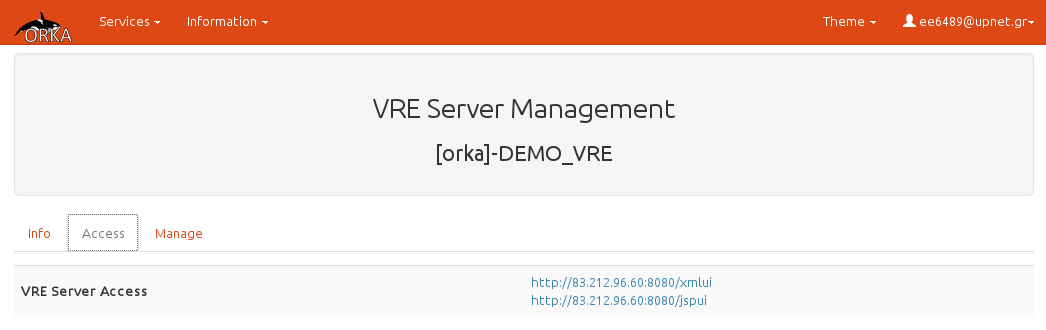 ORKA Services Information Theme ee6489@upnet.gr
VRE Server Management
[orka]-DEMO_VRE
Info Access Manage
VRE Server Access
http://83.212.96.60:8080/xmlui
http://83.212.96.60:8080/jspui